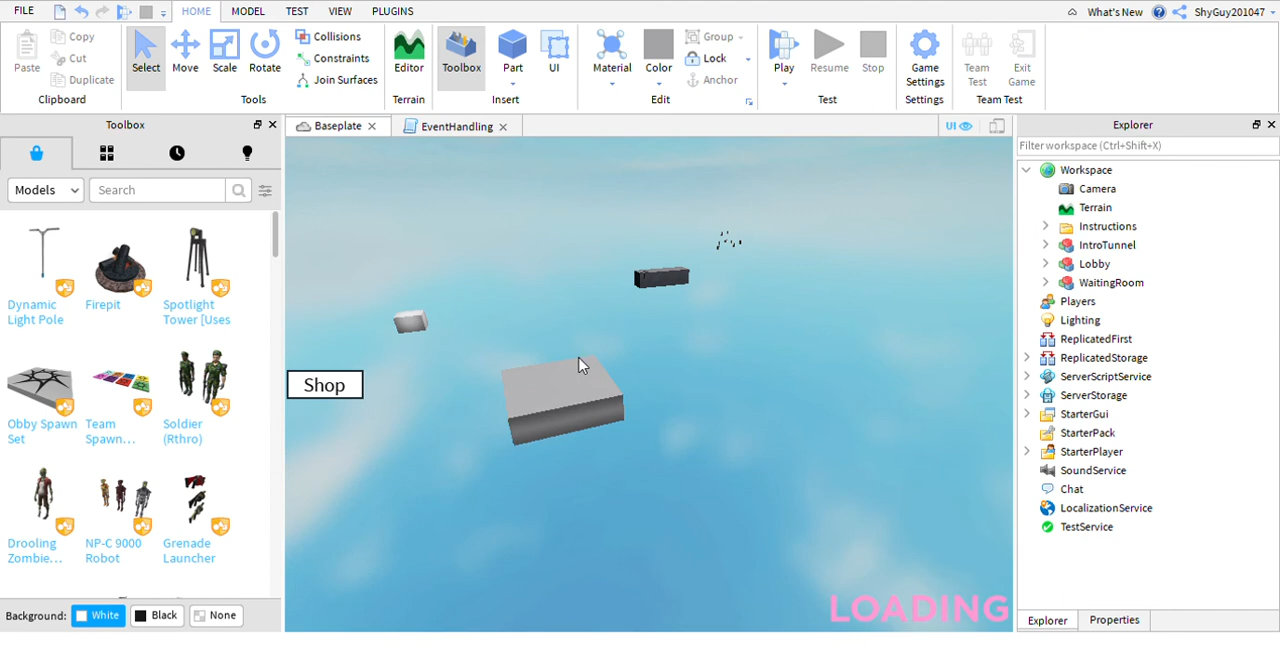 FILE HOME MODEL TEST VIEW PLUGINS What's New ShyGuy201047
Paste Copy Cut Duplicate
Select Move Scale Rotate
Collisions
Constraints
Join Surfaces
Editor Toolbox Part UI
Material Color Group Lock Anchor
Play Resume Stop
Game Settings
Team Test
Exit Game
Clipboard Tools Terrain Insert Edit Test Settings Team Test
Toolbox
Baseplate EventHandling UI
Explorer
Filter workspace (Ctrl+Shift+X)
Models Search
Dynamic Light Pole
Firepit
Spotlight Tower [Uses
Obby Spawn Set
Team Spawn...
Soldier (Rthro)
Drooling Zombie...
NP-C 9000 Robot
Grenade Launcher
Background: White Black None
Shop
LOADING
Workspace
Camera
Terrain
Instructions
IntroTunnel
Lobby
WaitingRoom
Players
Lighting
ReplicatedFirst
ReplicatedStorage
ServerScriptService
ServerStorage
StarterGui
StarterPack
StarterPlayer
SoundService
Chat
LocalizationService
TestService
Explorer Properties